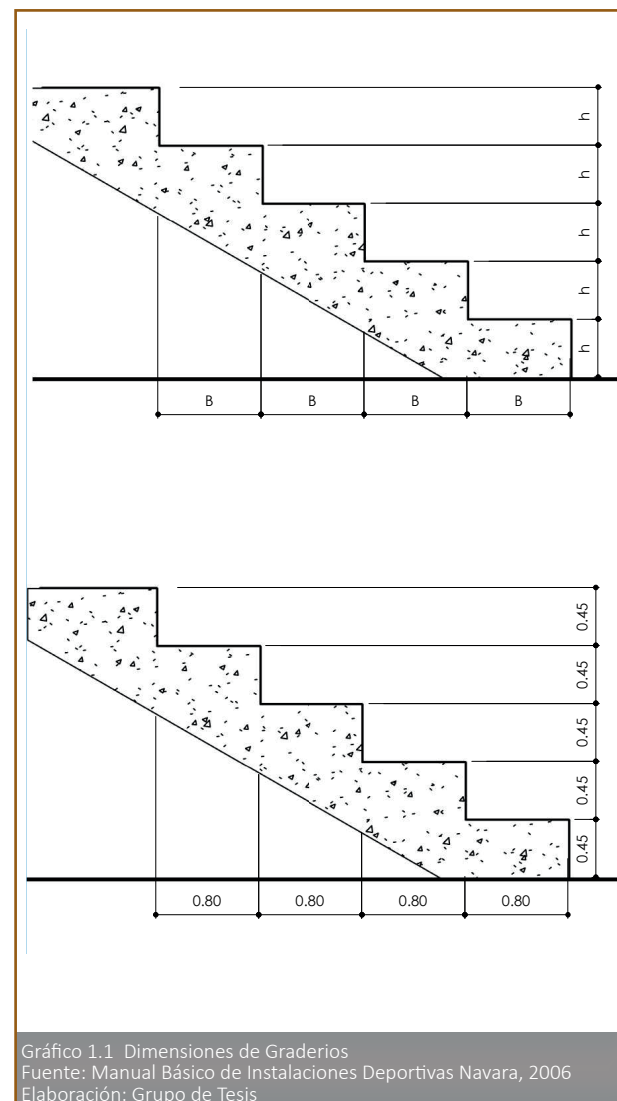 h
h
h
h
h
B B B B
0.45
0.45
0.45
0.45
0.45
0.80 0.80 0.80 0.80
Gráfico 1.1 Dimensiones de Graderios
Fuente: Manual Básico de Instalaciones Deportivas Navara, 2006
Elaboración: Grupo de Tesis